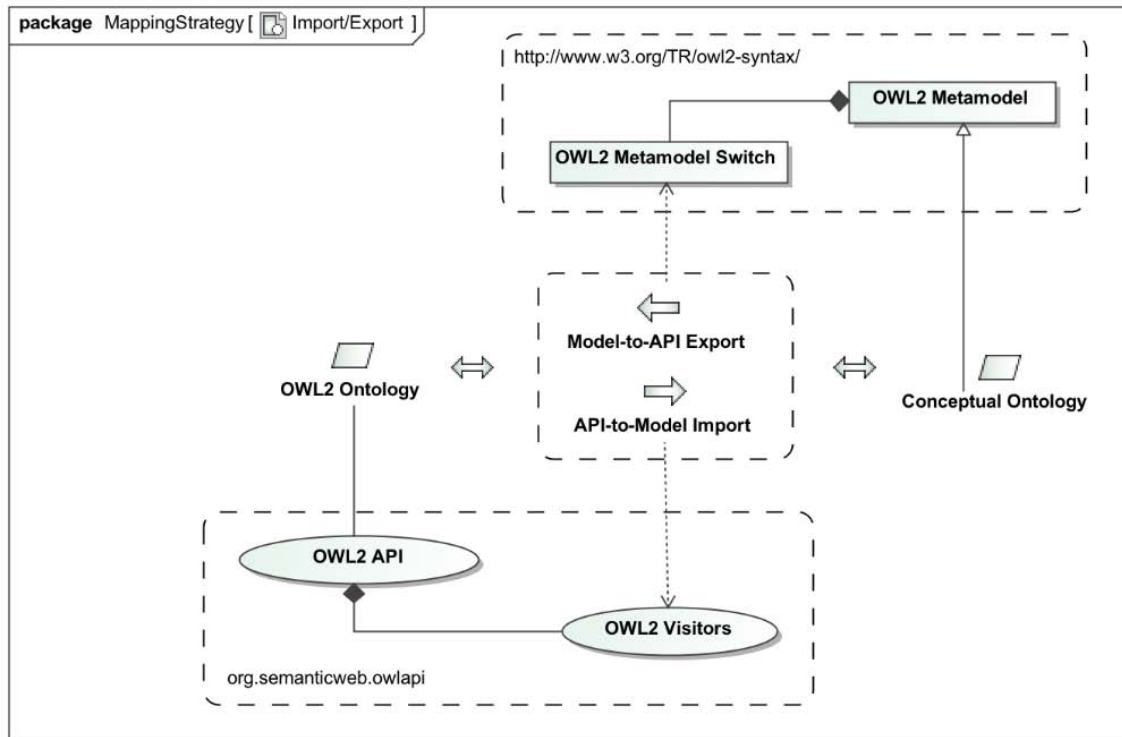 package MappingStrategy [ Import/Export ]
http://www.w3.org/TR/owl2-syntax/
OWL2 Metamodel
OWL2 Metamodel Switch
Model-to-API Export
OWL2 Ontology
API-to-Model Import
Conceptual Ontology
OWL2 API
OWL2 Visitors
org.semanticweb.owlapi